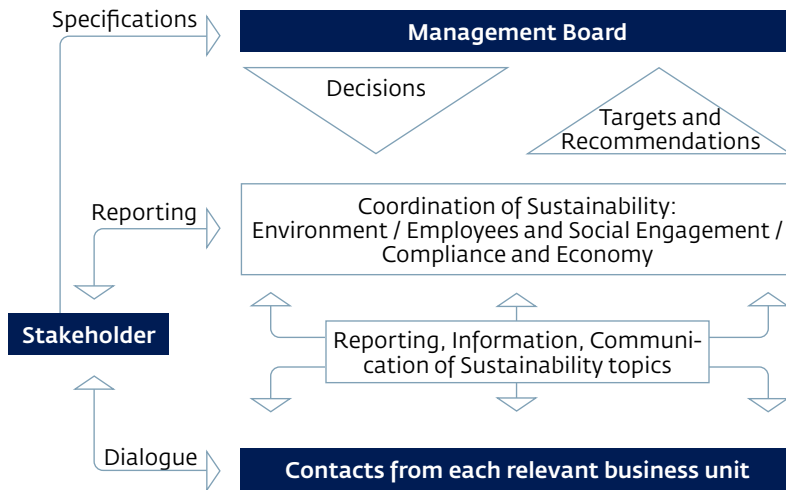 Specifications
Management Board
Decisions
Targets and
Recommendations
Reporting
Coordination of Sustainability:
Environment / Employees and Social Engagement /
Compliance and Economy
Stakeholder
Reporting, Information, Communi-
cation of Sustainability topics
Dialogue
Contacts from each relevant business unit